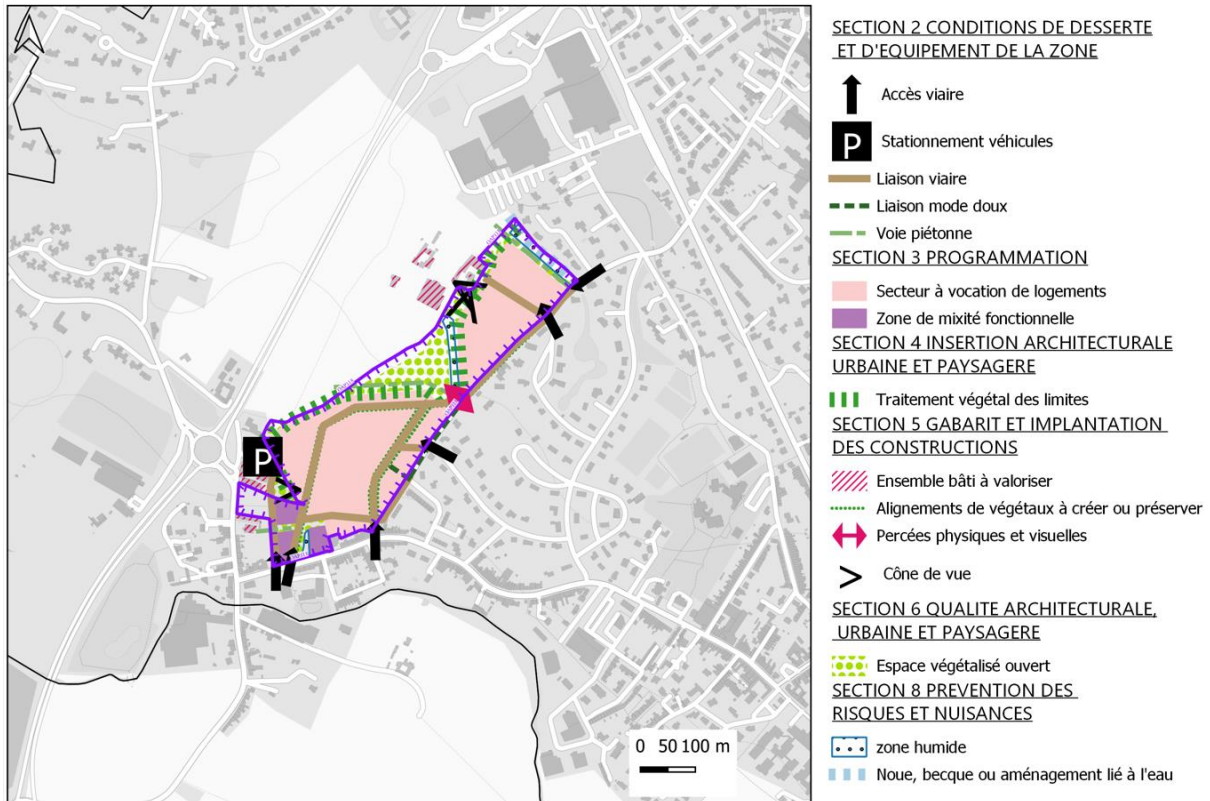 SECTION 2 CONDITIONS DE DESSERTE
ET D'EQUIPEMENT DE LA ZONE
Accès viaire
P
Stationnement véhicules
Liaison viaire
Liaison mode doux
Voie piétonne
SECTION 3 PROGRAMMATION
Secteur à vocation de logements
Zone de mixité fonctionnelle
SECTION 4 INSERTION ARCHITECTURALE
URBAINE ET PAYSAGERE
Traitement végétal des limites
SECTION 5 GABARIT ET IMPLANTATION
DES CONSTRUCTIONS
Ensemble bâti à valoriser
Alignements de végétaux à créer ou préserver
Percées physiques et visuelles
Cône de vue
SECTION 6 QUALITE ARCHITECTURALE,
URBAINE ET PAYSAGERE
Espace végétalisé ouvert
SECTION 8 PREVENTION DES
RISQUES ET NUISANCES
zone humide
Noue, becque ou aménagement lié à l'eau
P
0 50 100 m